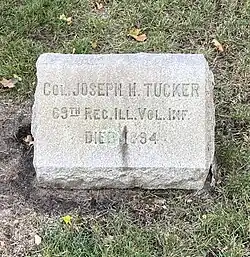 COL. JOSEPH H. TUCKER
69TH REG. ILL. VOL. INF.
DIED